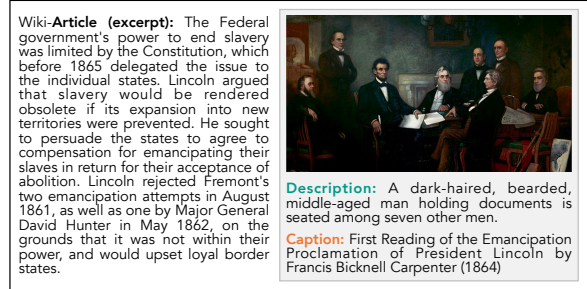 Wiki-Article (excerpt): The Federal
government's power to end slavery
was limited by the Constitution, which
before 1865 delegated the issue to
the individual states. Lincoln argued
that slavery would be rendered
obsolete if its expansion into new
territories were prevented. He sought
to persuade the states to agree to
compensation for emancipating their
slaves in return for their acceptance of
abolition. Lincoln rejected Fremont's
two emancipation attempts in August
1861, as well as one by Major General
David Hunter in May 1862, on the
grounds that it was not within their
power, and would upset loyal border
states.
Description: A dark-haired, bearded,
middle-aged man holding documents is
seated among seven other men.
Caption: First Reading of the Emancipation
Proclamation of President Lincoln by
Francis Bicknell Carpenter (1864)